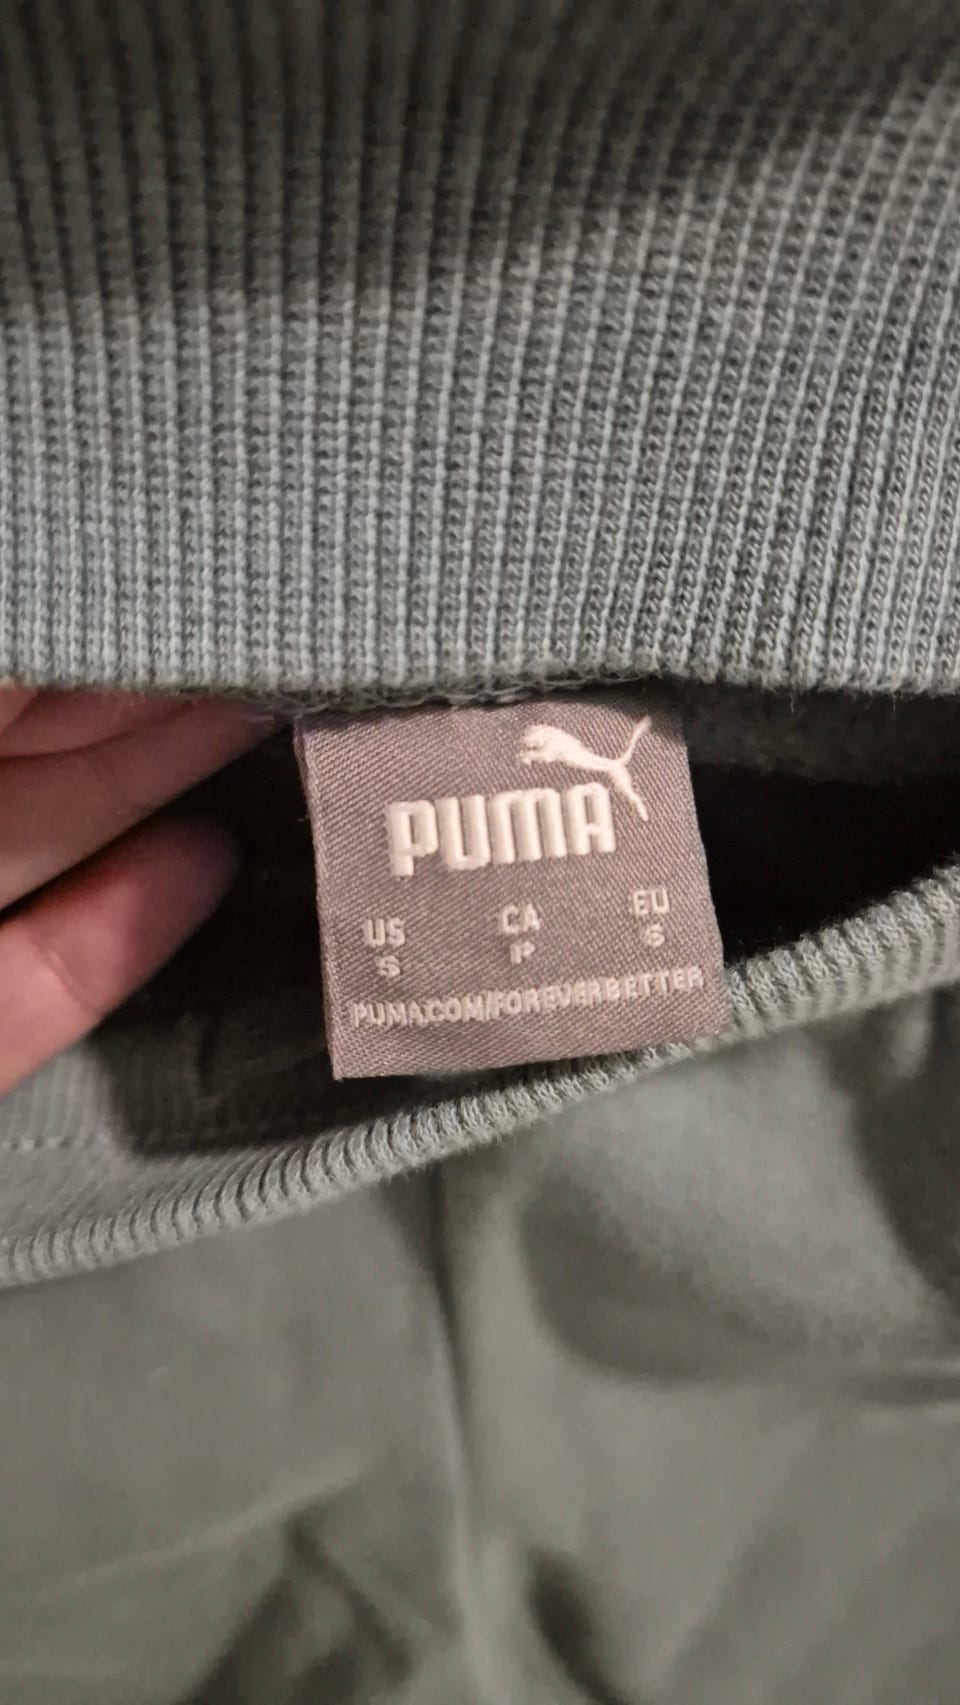 PUMA
US CA EU
S P S
PUMA.COM/FOREVERBETTER